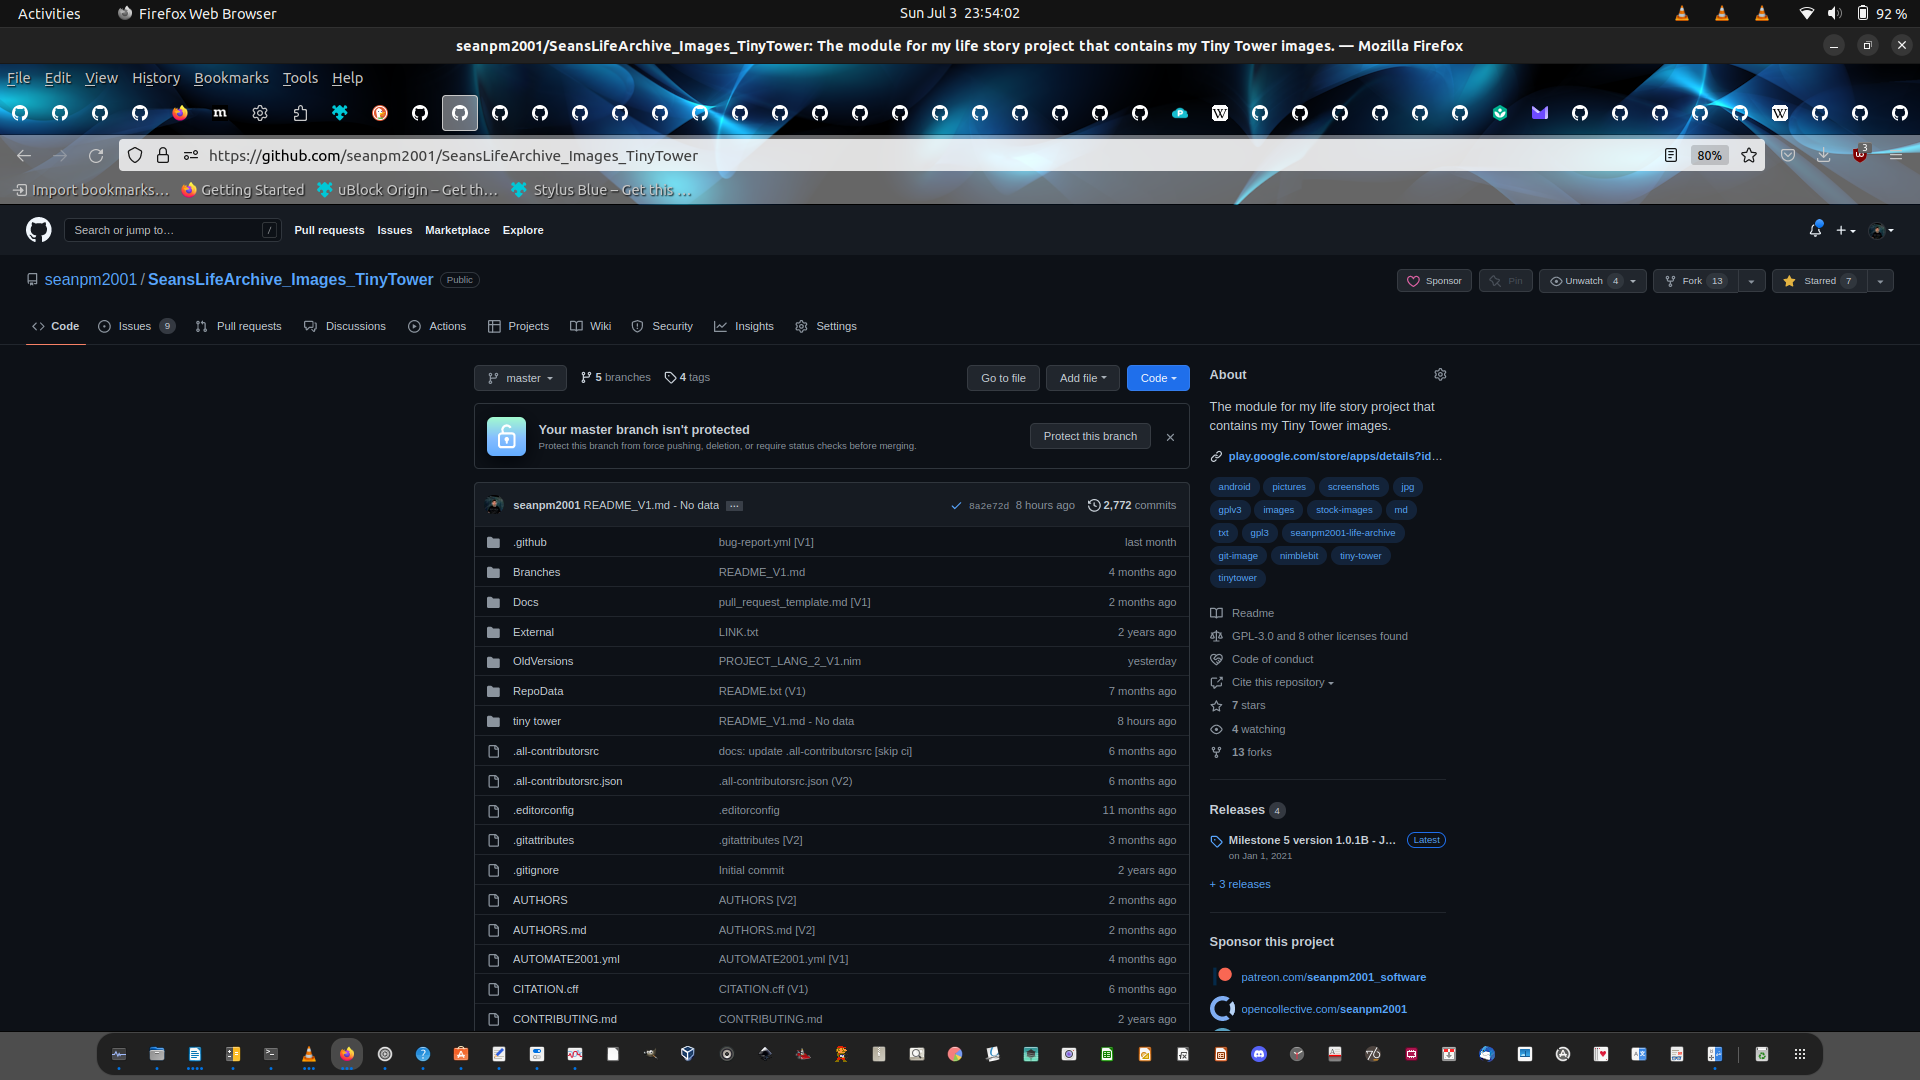 Activities Firefox Web Browser Sun Jul 3 23:54:02 92 %
seanpm2001/SeansLifeArchive_Images_TinyTower: The module for my life story project that contains my Tiny Tower images. — Mozilla Firefox
File Edit View History Bookmarks Tools Help
https://github.com/seanpm2001/SeansLifeArchive_Images_TinyTower 80% 3
Import bookmarks… Getting Started uBlock Origin – Get th… Stylus Blue – Get this …
Search or jump to… / Pull requests Issues Marketplace Explore
seanpm2001 / SeansLifeArchive_Images_TinyTower Public Sponsor Pin Unwatch 4 Fork 13 Starred 7
Code Issues 9 Pull requests Discussions Actions Projects Wiki Security Insights Settings
master 5 branches 4 tags Go to file Add file Code
Your master branch isn't protected
Protect this branch from force pushing, deletion, or require status checks before merging.
Protect this branch
seanpm2001 README_V1.md - No data ... 8a2e72d 8 hours ago 2,772 commits
.github bug-report.yml [V1] last month
Branches README_V1.md 4 months ago
Docs pull_request_template.md [V1] 2 months ago
External LINK.txt 2 years ago
OldVersions PROJECT_LANG_2_V1.nim yesterday
RepoData README.txt (V1) 7 months ago
tiny tower README_V1.md - No data 8 hours ago
.all-contributorsrc docs: update .all-contributorsrc [skip ci] 6 months ago
.all-contributorsrc.json .all-contributorsrc.json (V2) 6 months ago
.editorconfig .editorconfig 11 months ago
.gitattributes .gitattributes [V2] 3 months ago
.gitignore Initial commit 2 years ago
AUTHORS AUTHORS [V2] 2 months ago
AUTHORS.md AUTHORS.md [V2] 2 months ago
AUTOMATE2001.yml AUTOMATE2001.yml [V1] 4 months ago
CITATION.cff CITATION.cff (V1) 6 months ago
CONTRIBUTING.md CONTRIBUTING.md 2 years ago
About
The module for my life story project that
contains my Tiny Tower images.
play.google.com/store/apps/details?id…
android pictures screenshots jpg
gplv3 images stock-images md
txt gpl3 seanpm2001-life-archive
git-image nimblebit tiny-tower
tinytower
Readme
GPL-3.0 and 8 other licenses found
Code of conduct
Cite this repository
7 stars
4 watching
13 forks
Releases 4
Milestone 5 version 1.0.1B - J… Latest
on Jan 1, 2021
+ 3 releases
Sponsor this project
patreon.com/seanpm2001_software
opencollective.com/seanpm2001